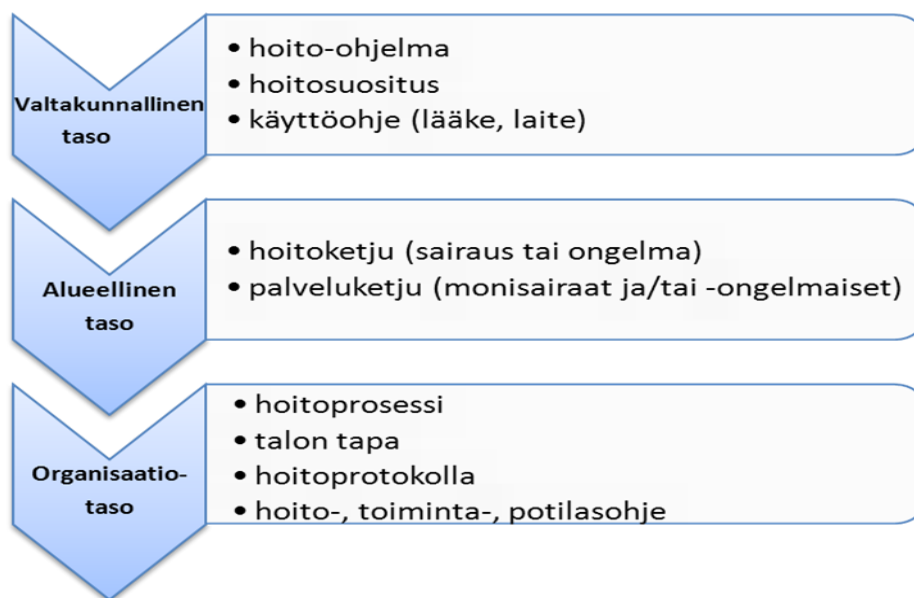 Valtakunnallinen
taso
• hoito-ohjelma
• hoitosuositus
• käyttöohje (lääke, laite)
Alueellinen
taso
• hoitoketju (sairaus tai ongelma)
• palveluketju (monisairaat ja/tai -ongelmaiset)
Organisaatio-
taso
• hoitoprosessi
• talon tapa
• hoitoprotokolla
• hoito-, toiminta-, potilasohje